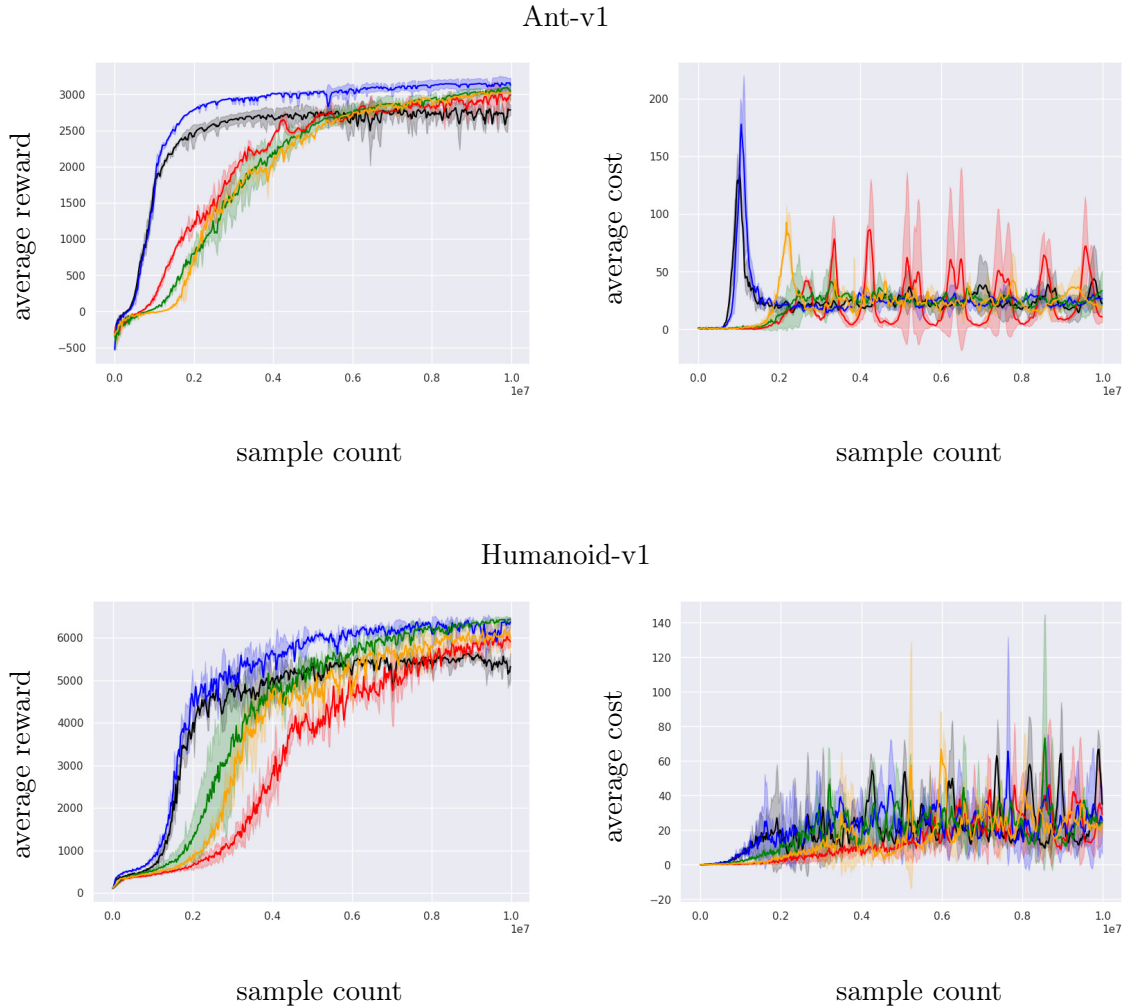 Ant-v1
average reward
3000
2500
2000
1500
1000
500
0
−500
0.0 0.2 0.4 0.6 0.8 1.0
1e7
sample count
average cost
200
150
100
50
0
0.0 0.2 0.4 0.6 0.8 1.0
1e7
sample count
Humanoid-v1
average reward
6000
5000
4000
3000
2000
1000
0
0.0 0.2 0.4 0.6 0.8 1.0
1e7
sample count
average cost
140
120
100
80
60
40
20
0
−20
0.0 0.2 0.4 0.6 0.8 1.0
1e7
sample count